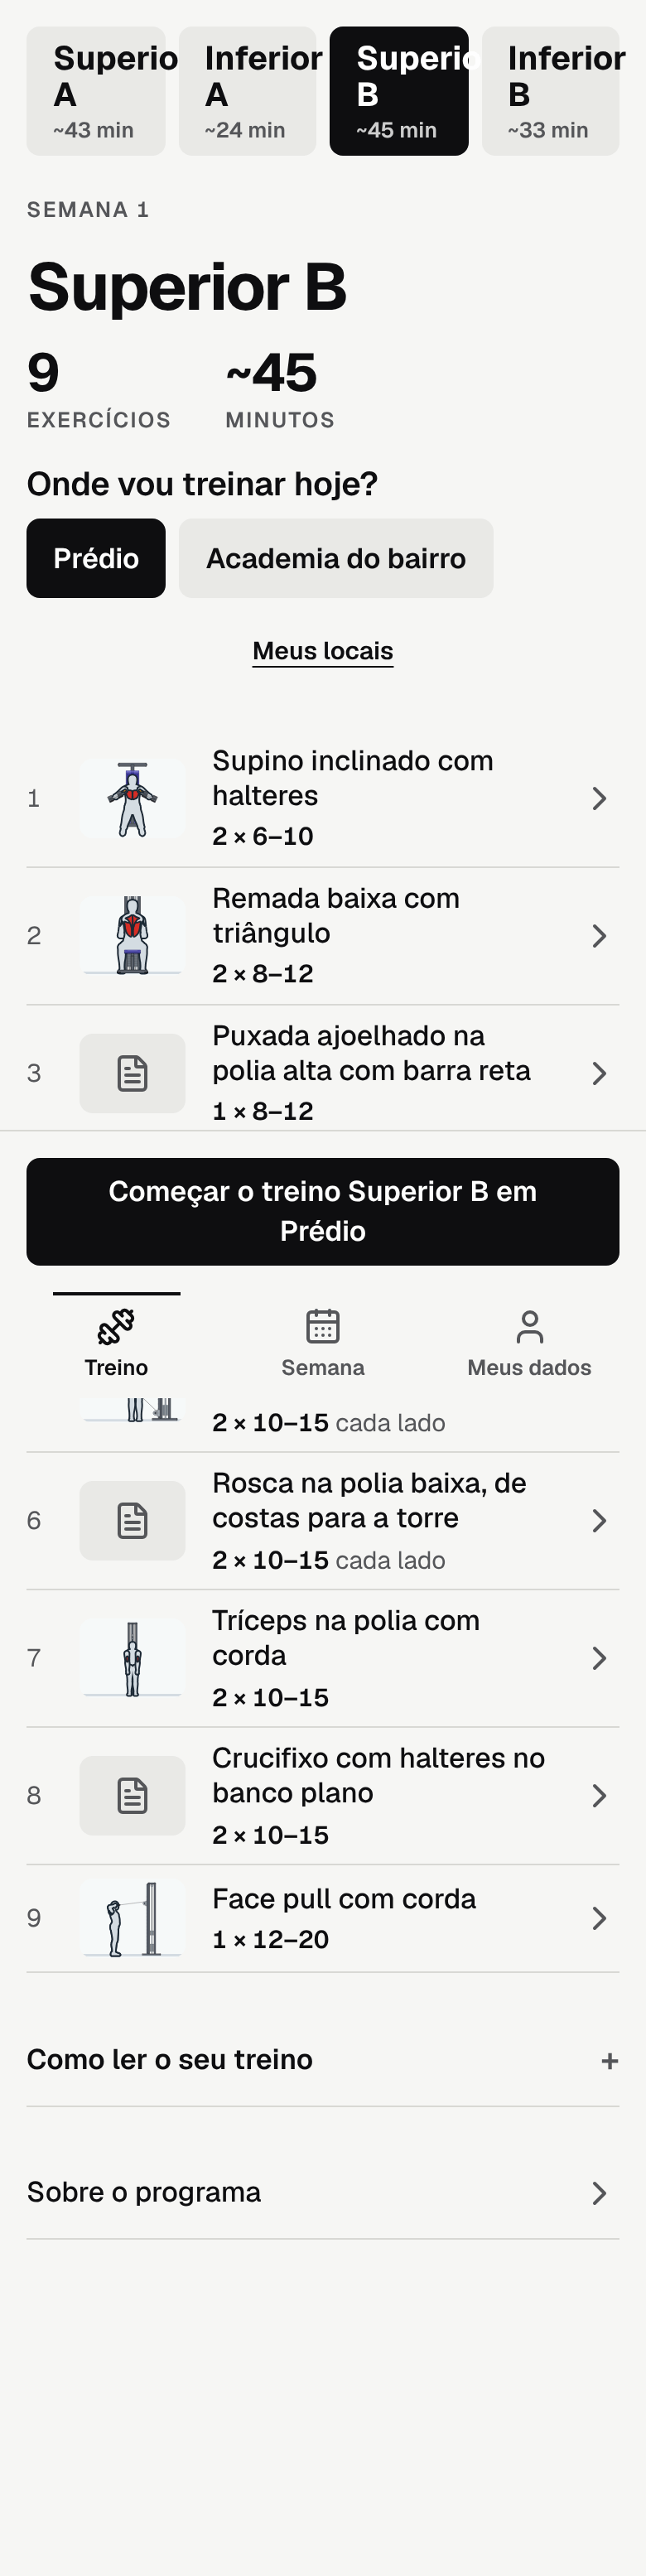 Superio
A
~43 min
Inferior
A
~24 min
Superio
B
~45 min
Inferior
B
~33 min
SEMANA 1
Superior B
9
EXERCÍCIOS
~45
MINUTOS
Onde vou treinar hoje?
Prédio
Academia do bairro
Meus locais
1
Supino inclinado com
halteres
2 × 6–10
2
Remada baixa com
triângulo
2 × 8–12
3
Puxada ajoelhado na
polia alta com barra reta
1 × 8–12
Começar o treino Superior B em
Prédio
Treino
Semana
Meus dados
2 × 10–15 cada lado
6
Rosca na polia baixa, de
costas para a torre
2 × 10–15 cada lado
7
Tríceps na polia com
corda
2 × 10–15
8
Crucifixo com halteres no
banco plano
2 × 10–15
9
Face pull com corda
1 × 12–20
Como ler o seu treino
+
Sobre o programa